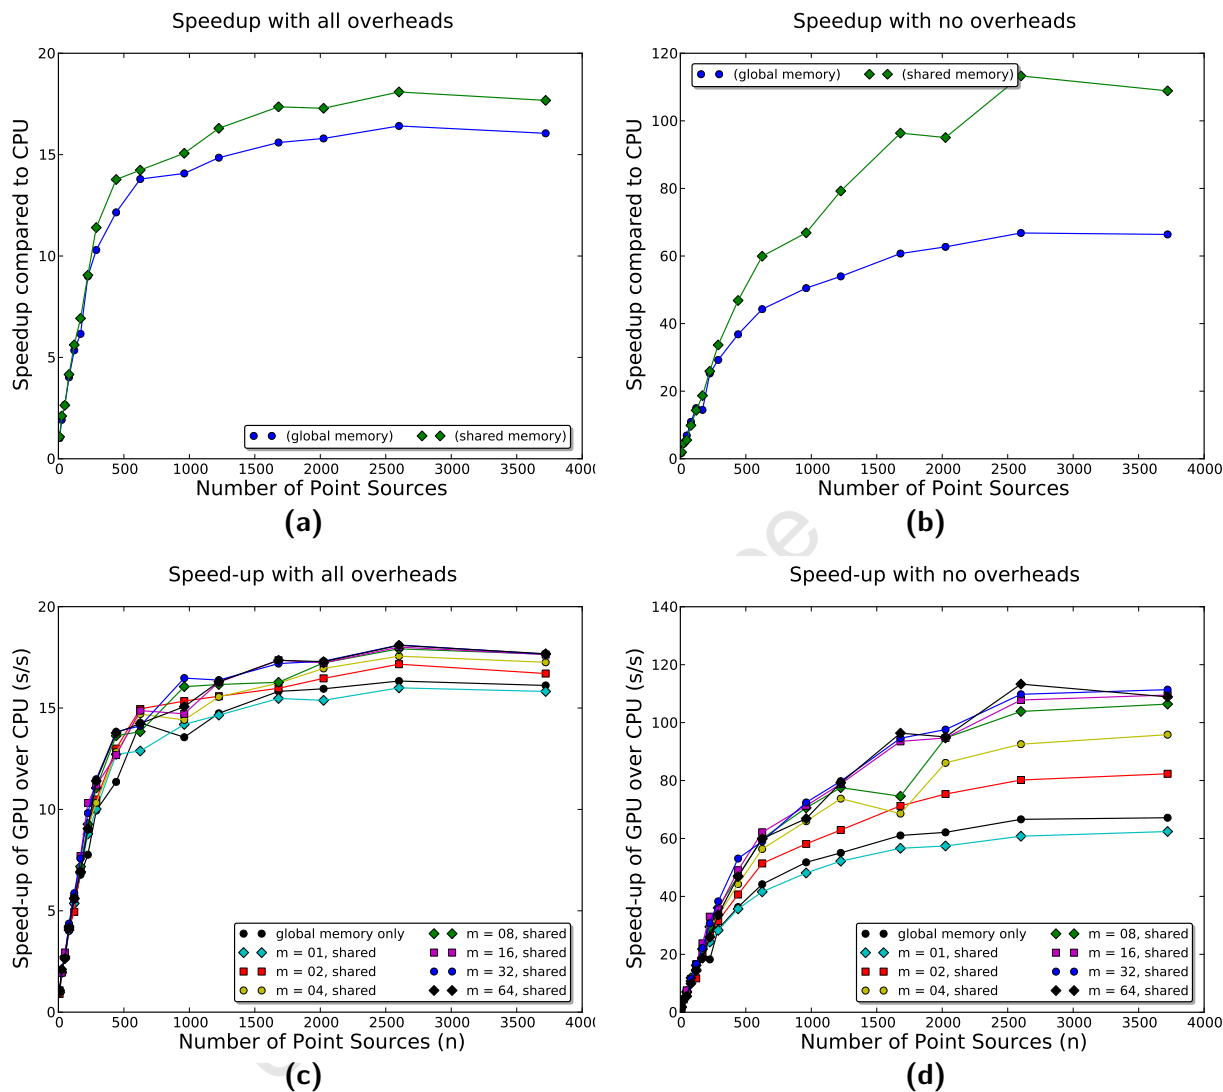 Speedup with all overheads
20
15
10
5
0
Speedup compared to CPU
(global memory) (shared memory)
0 500 1000 1500 2000 2500 3000 3500 4000
Number of Point Sources
(a)
Speedup with no overheads
120
100
80
60
40
20
0
Speedup compared to CPU
(global memory) (shared memory)
0 500 1000 1500 2000 2500 3000 3500 4000
Number of Point Sources
(b)
Speed-up with all overheads
20
15
10
5
0
Speed-up of GPU over CPU (s/s)
global memory only
m = 01, shared
m = 02, shared
m = 04, shared
m = 08, shared
m = 16, shared
m = 32, shared
m = 64, shared
0 500 1000 1500 2000 2500 3000 3500 4000
Number of Point Sources (n)
(c)
Speed-up with no overheads
140
120
100
80
60
40
20
0
Speed-up of GPU over CPU (s/s)
global memory only
m = 01, shared
m = 02, shared
m = 04, shared
m = 08, shared
m = 16, shared
m = 32, shared
m = 64, shared
0 500 1000 1500 2000 2500 3000 3500 4000
Number of Point Sources (n)
(d)